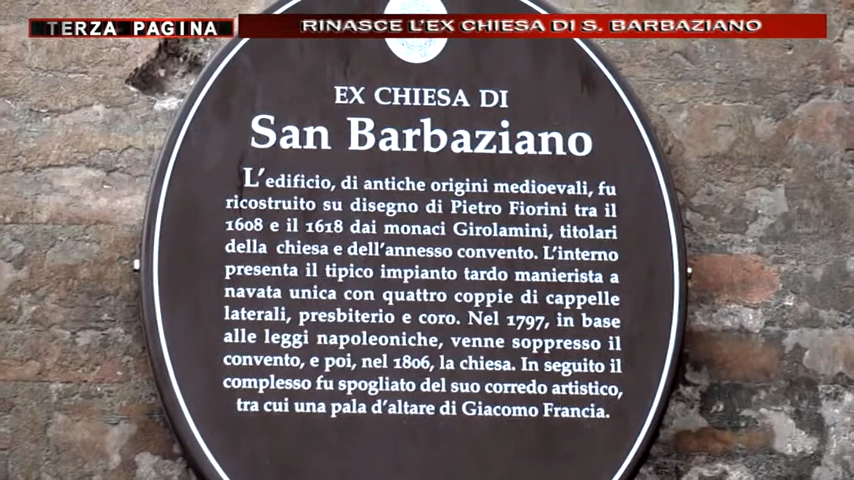 TERZA PAGINA
RINASCE L'EX CHIESA DI S. BARBAZIANO
EX CHIESA DI
San Barbaziano
L'edificio, di antiche origini medioevali, fu
ricostruito su disegno di Pietro Fiorini tra il
1608 e il 1618 dai monaci Girolamini, titolari
della chiesa e dell'annesso convento. L'interno
presenta il tipico impianto tardo manierista a
navata unica con quattro coppie di cappelle
laterali, presbiterio e coro. Nel 1797, in base
alle leggi napoleoniche, venne soppresso il
convento, e poi, nel 1806, la chiesa. In seguito il
complesso fu spogliato del suo corredo artistico,
tra cui una pala d'altare di Giacomo Francia.